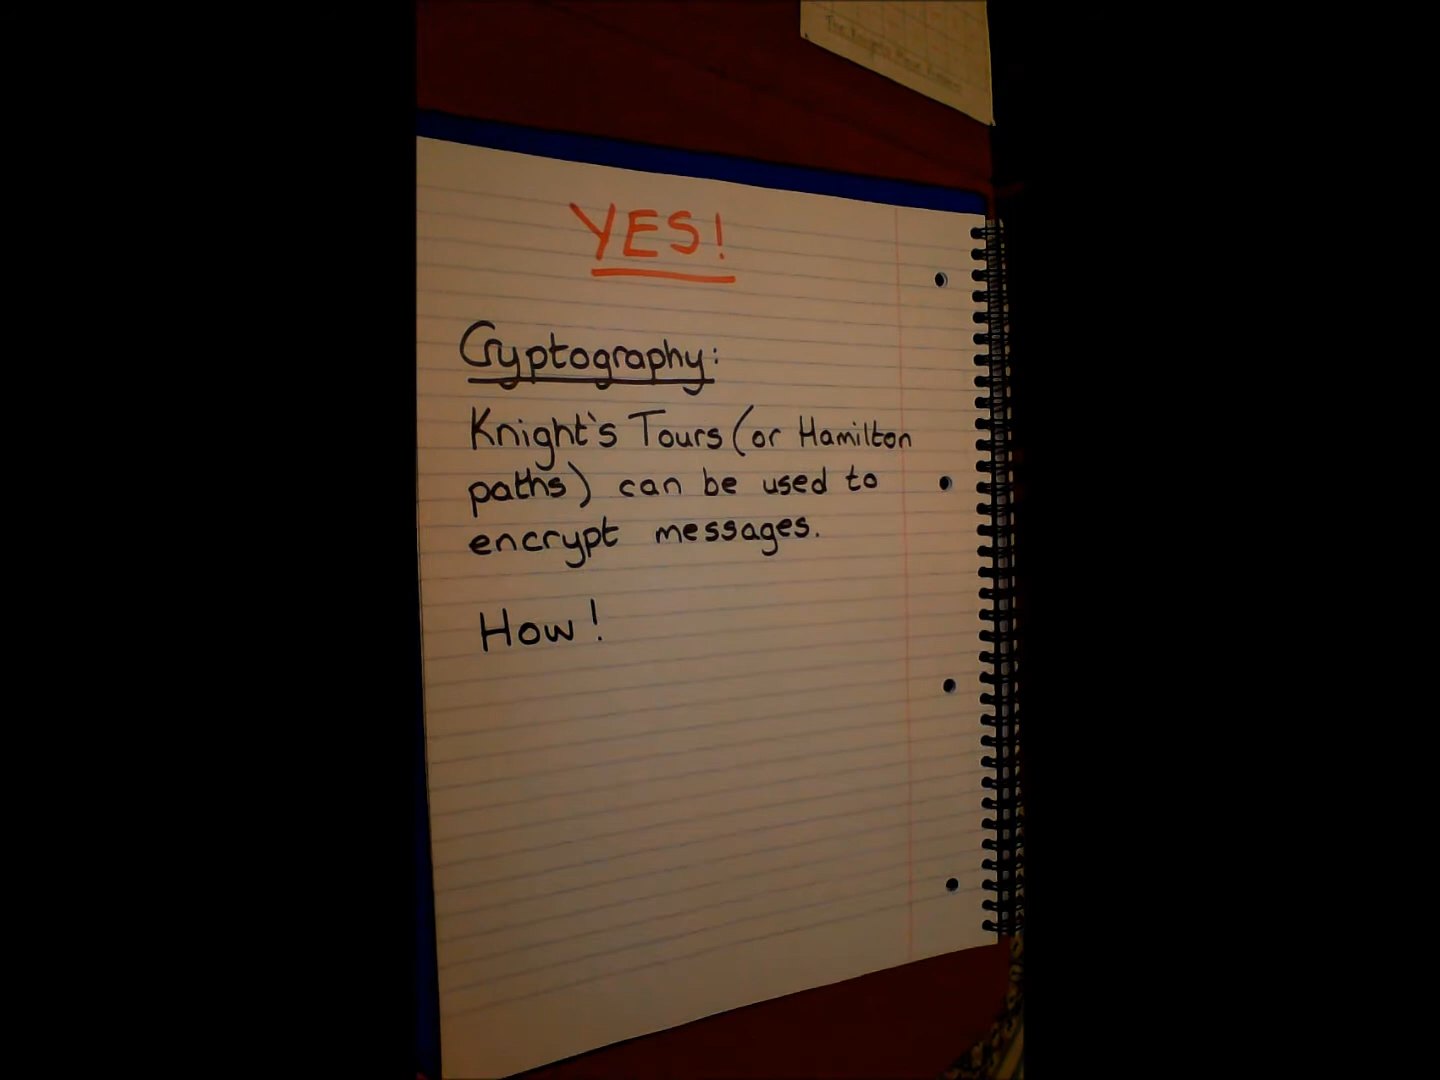 YES!
Cryptography:
Knight's Tours (or Hamilton
paths) can be used to
encrypt messages.
How!